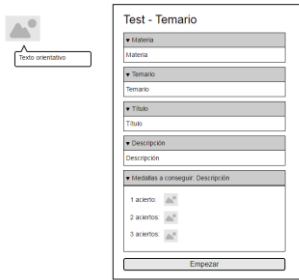 Texto orientativo
Test - Temario
▾ Materia
Materia
▾ Temario
Temario
▾ Título
Título
▾ Descripción
Descripción
▾ Medallas a conseguir: Descripción
1 acierto:
2 aciertos:
3 aciertos:
Empezar